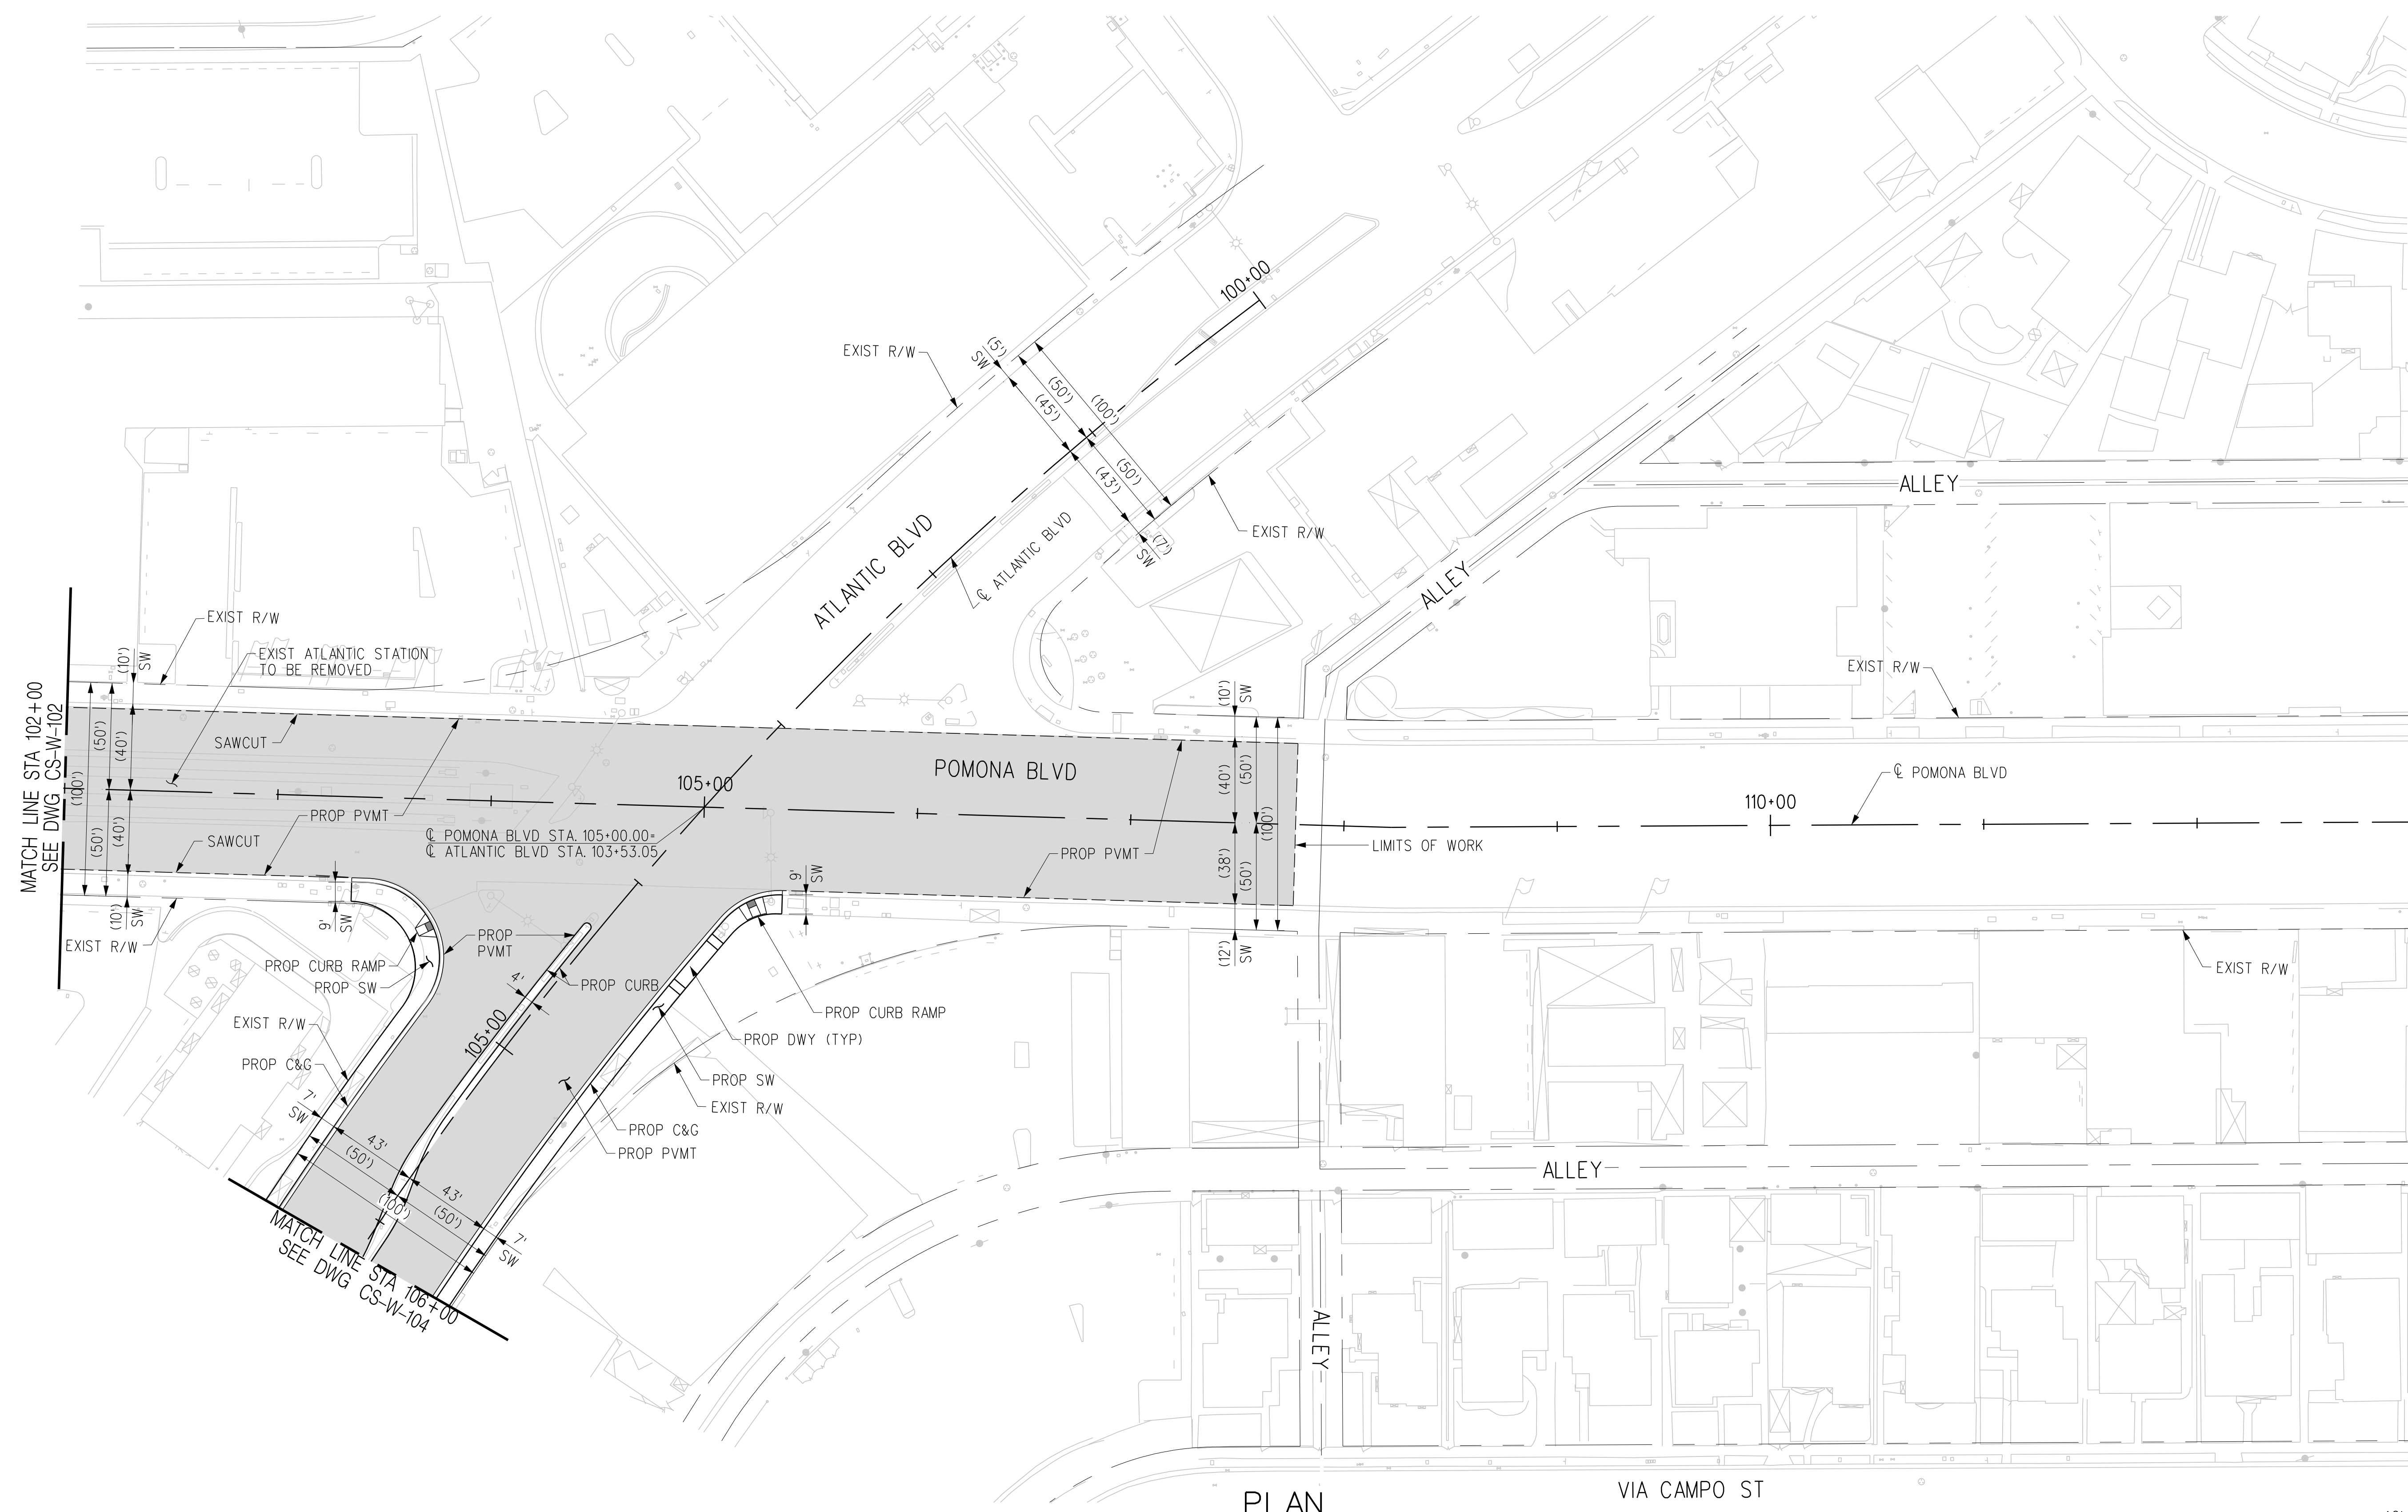 100+00
EXIST R/W
(5')
SW
(50')
(45')
(100')
(50')
(43')
(7')
SW
EXIST R/W
ATLANTIC BLVD
℄ ATLANTIC BLVD
ALLEY
ALLEY
EXIST R/W
EXIST ATLANTIC STATION
TO BE REMOVED
(10')
SW
EXIST R/W
(10')
SW
MATCH LINE STA 102+00
SEE DWG CS-W-102
(100')
(50')
(40')
(50')
(40')
SAWCUT
POMONA BLVD
105+00
(40')
(50')
(100')
℄ POMONA BLVD
110+00
PROP PVMT
℄ POMONA BLVD STA. 105+00.00=
℄ ATLANTIC BLVD STA. 103+53.05
SAWCUT
PROP PVMT
LIMITS OF WORK
(38')
(50')
9'
SW
9'
SW
(10')
SW
EXIST R/W
(12')
SW
EXIST R/W
PROP
PVMT
PROP CURB RAMP
PROP SW
4'
PROP CURB
PROP CURB RAMP
EXIST R/W
105+00
PROP DWY (TYP)
PROP C&G
PROP SW
EXIST R/W
7'
SW
PROP C&G
PROP PVMT
43'
(50')
(100')
43'
(50')
7'
SW
MATCH LINE STA 106+00
SEE DWG CS-W-104
ALLEY
ALLEY
VIA CAMPO ST
PLAN